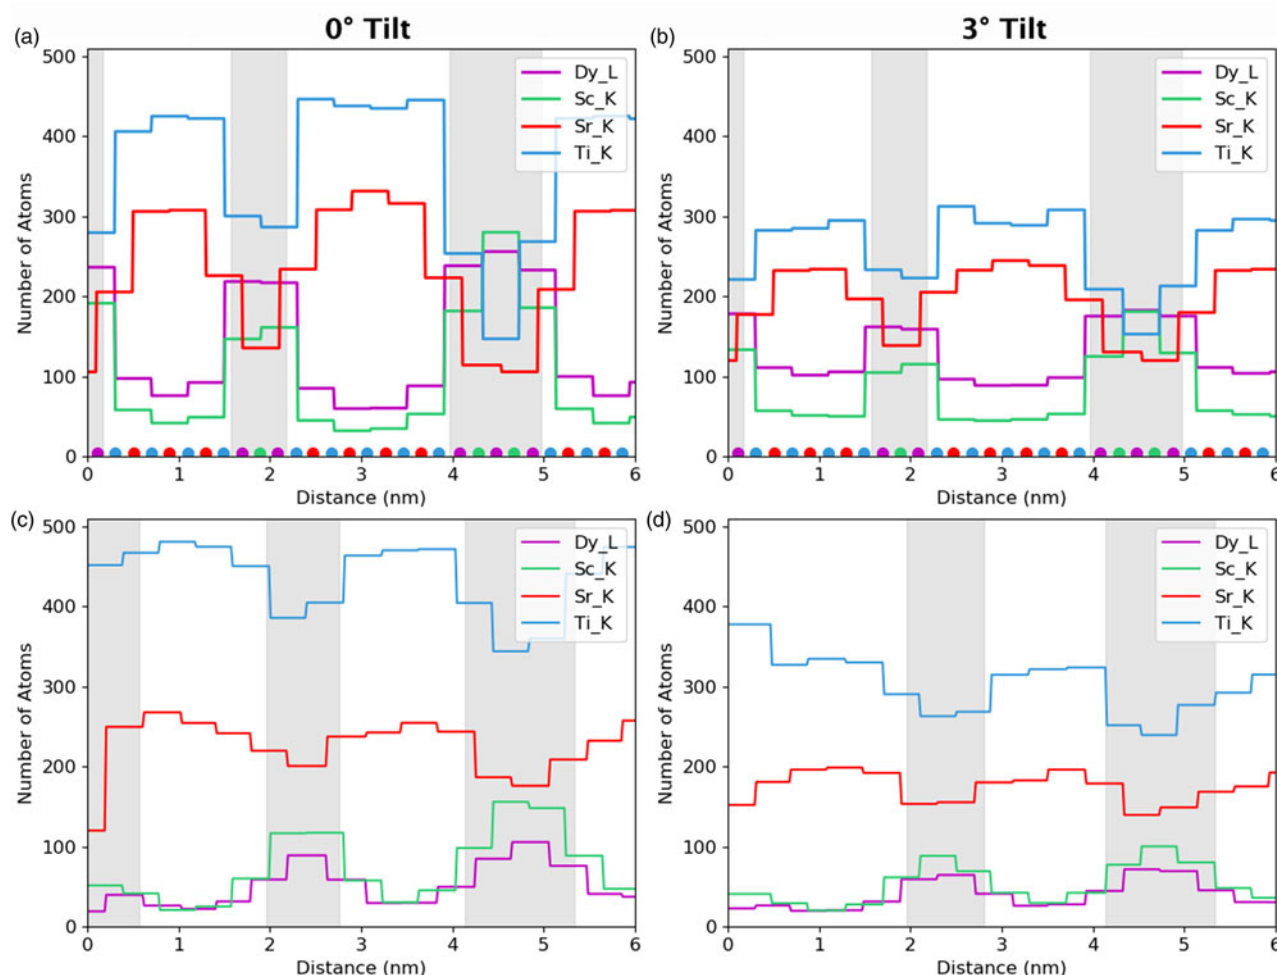 0° Tilt
3° Tilt
(a)
500
400
300
200
100
0
Number of Atoms
Dy_L
Sc_K
Sr_K
Ti_K
0 1 2 3 4 5 6
Distance (nm)
(b)
500
400
300
200
100
0
Number of Atoms
Dy_L
Sc_K
Sr_K
Ti_K
0 1 2 3 4 5 6
Distance (nm)
(c)
500
400
300
200
100
0
Number of Atoms
Dy_L
Sc_K
Sr_K
Ti_K
0 1 2 3 4 5 6
Distance (nm)
(d)
500
400
300
200
100
0
Number of Atoms
Dy_L
Sc_K
Sr_K
Ti_K
0 1 2 3 4 5 6
Distance (nm)